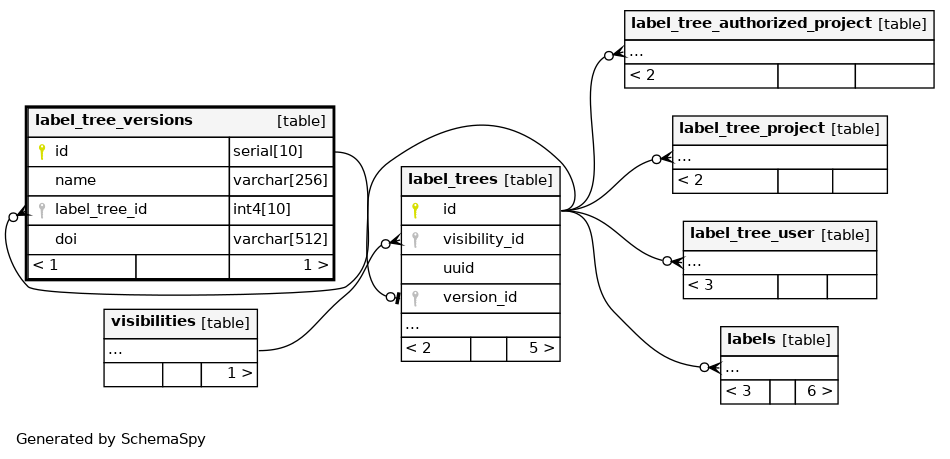 label_tree_authorized_project [table]
...
< 2
label_tree_versions [table]
id serial[10]
name varchar[256]
label_tree_id int4[10]
doi varchar[512]
< 1 1 >
label_tree_project [table]
...
< 2
label_trees [table]
id
visibility_id
uuid
version_id
...
< 2 5 >
label_tree_user [table]
...
< 3
visibilities [table]
...
1 >
labels [table]
...
< 3 6 >
Generated by SchemaSpy